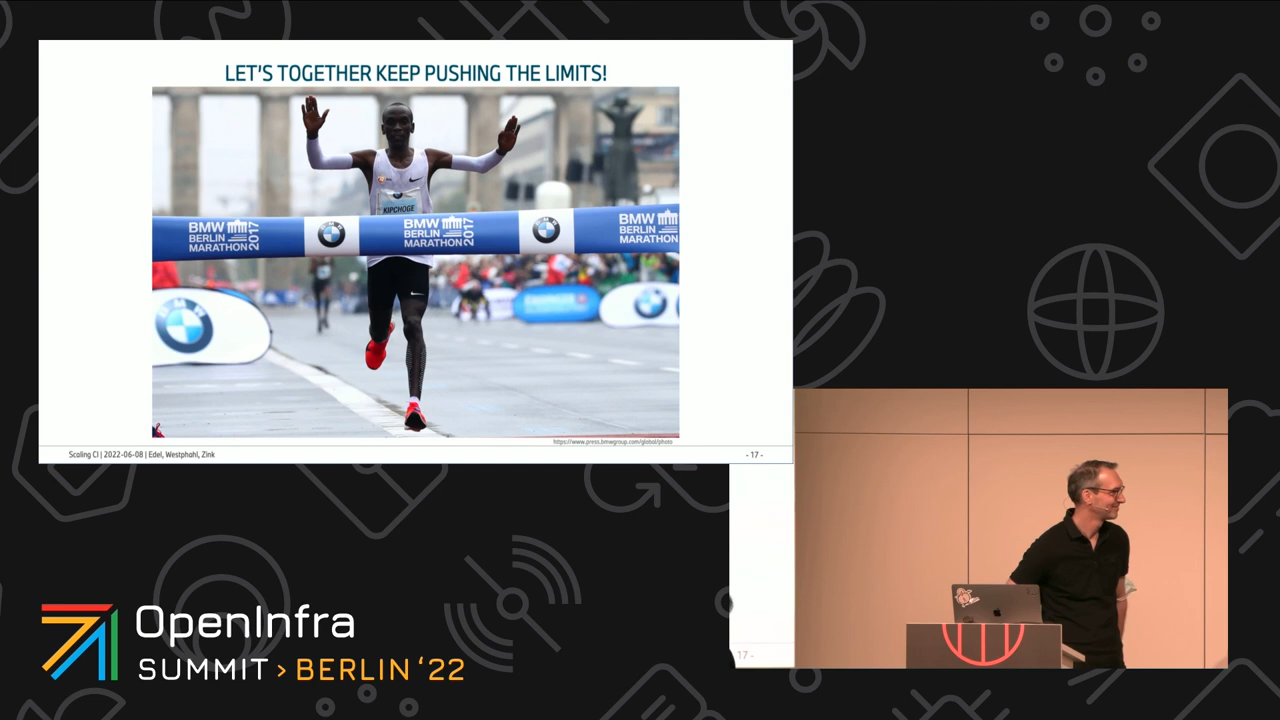 LET'S TOGETHER KEEP PUSHING THE LIMITS!
KIPCHOGE
BMW
BERLIN
MARATHON
2017
BMW
BERLIN
MARATHON
2017
BMW
BERLIN
MARATHON
https://www.press.bmwgroup.com/global/photo
Scaling CI | 2022-06-08 | Edel, Westphahl, Zink
- 17 -
17 -
OpenInfra
SUMMIT > BERLIN '22